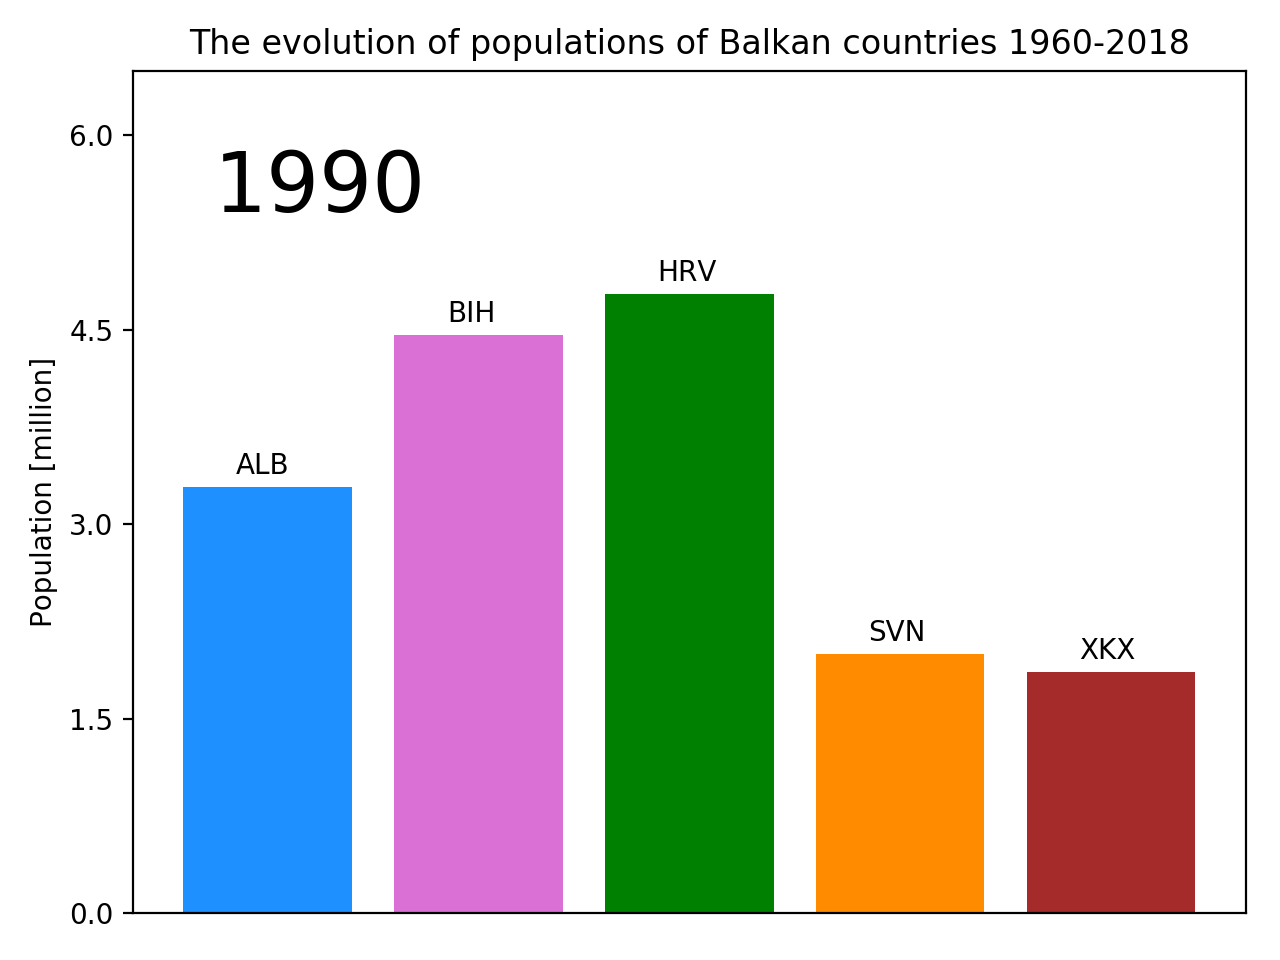 The evolution of populations of Balkan countries 1960-2018
6.0
1990
HRV
BIH
4.5
ALB
3.0
Population [million]
SVN
XKX
1.5
0.0